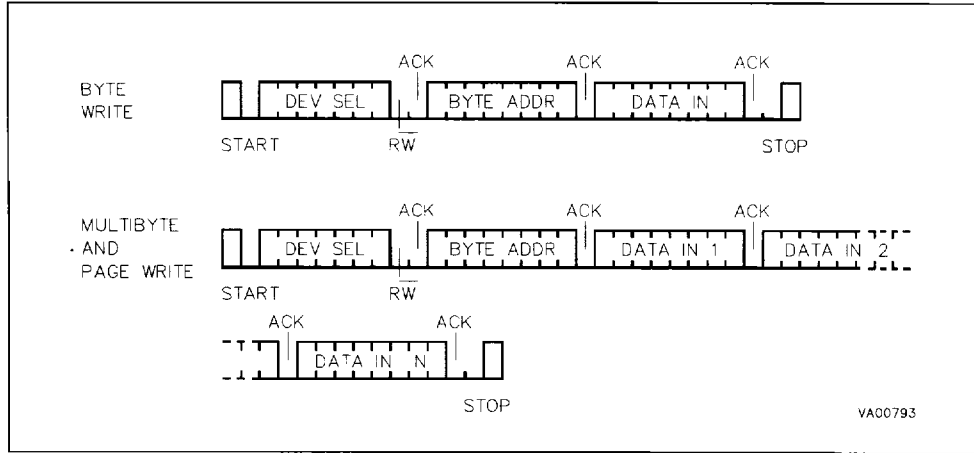 ACK ACK ACK
BYTE
WRITE
DEV SEL BYTE ADDR DATA IN
START RW STOP
ACK ACK ACK
MULTIBYTE
AND
PAGE WRITE
DEV SEL BYTE ADDR DATA IN 1 DATA IN 2
START RW
ACK ACK
DATA IN N
STOP
VA00793